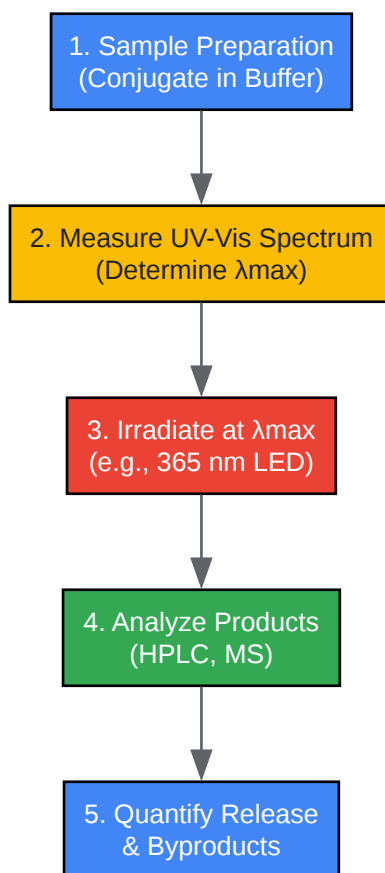 1. Sample Preparation
(Conjugate in Buffer)
2. Measure UV-Vis Spectrum
(Determine λmax)
3. Irradiate at λmax
(e.g., 365 nm LED)
4. Analyze Products
(HPLC, MS)
5. Quantify Release
& Byproducts